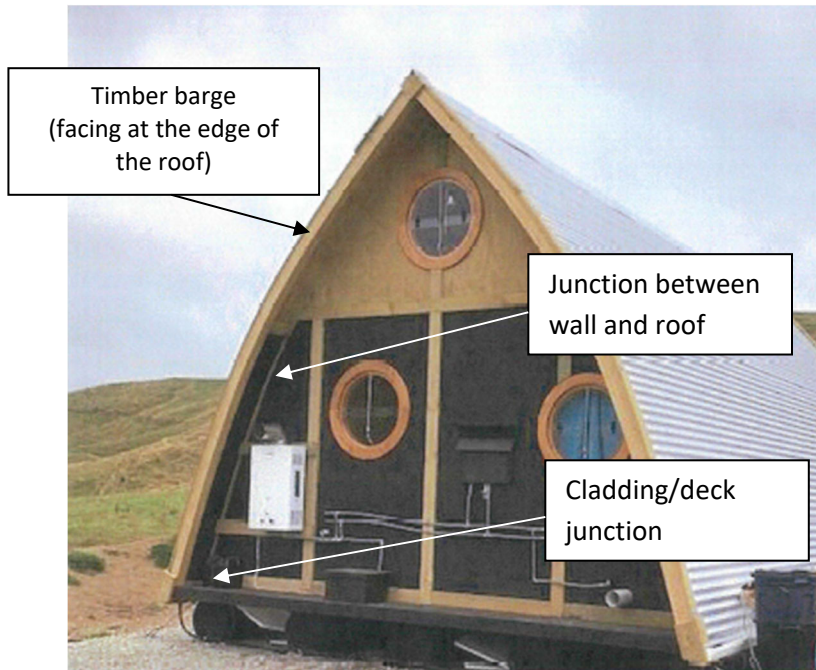 Timber barge
(facing at the edge of
the roof)
Junction between
wall and roof
Cladding/deck
junction